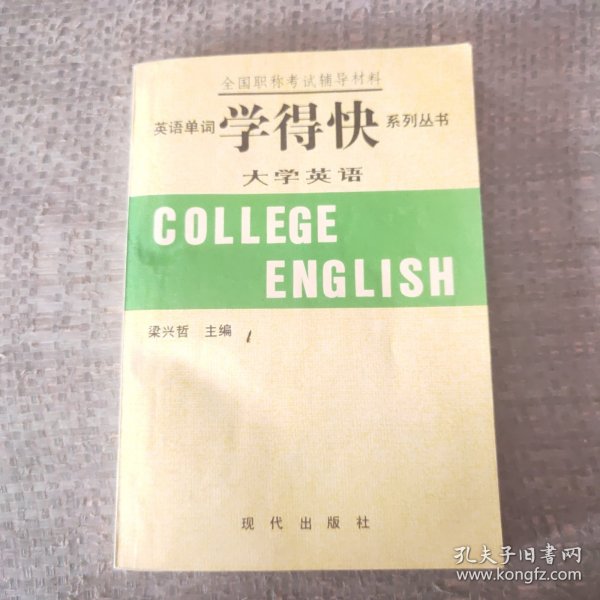 全国职称考试辅导材料
英语单词 学得快 系列丛书
大学英语
COLLEGE
ENGLISH
梁兴哲 主编
现代出版社
孔夫子旧书网
www.kongfz.com